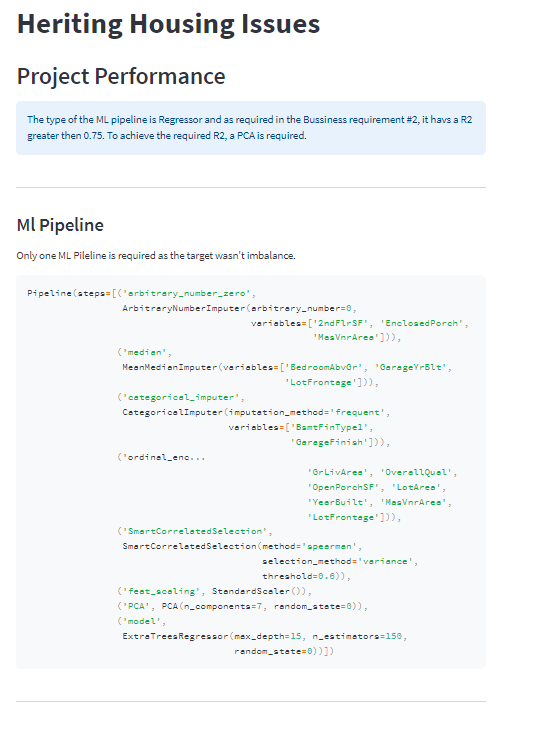 Heriting Housing Issues
Project Performance
The type of the ML pipeline is Regressor and as required in the Bussiness requirement #2, it havs a R2
greater then 0.75. To achieve the required R2, a PCA is required.
Ml Pipeline
Only one ML Pileline is required as the target wasn't imbalance.
Pipeline(steps=[('arbitrary_number_zero',
ArbitraryNumberImputer(arbitrary_number=0,
variables=['2ndFlrSF', 'EnclosedPorch',
'MasVnrArea'])),
('median',
MeanMedianImputer(variables=['BedroomAbvGr', 'GarageYrBlt',
'LotFrontage'])),
('categorical_imputer',
CategoricalImputer(imputation_method='frequent',
variables=['BsmtFinType1',
'GarageFinish'])),
('ordinal_enc...
'GrLivArea', 'OverallQual',
'OpenPorchSF', 'LotArea',
'YearBuilt', 'MasVnrArea',
'LotFrontage'])),
('SmartCorrelatedSelection',
SmartCorrelatedSelection(method='spearman',
selection_method='variance',
threshold=0.6)),
('feat_scaling', StandardScaler()),
('PCA', PCA(n_components=7, random_state=0)),
('model',
ExtraTreesRegressor(max_depth=15, n_estimators=150,
random_state=0))])